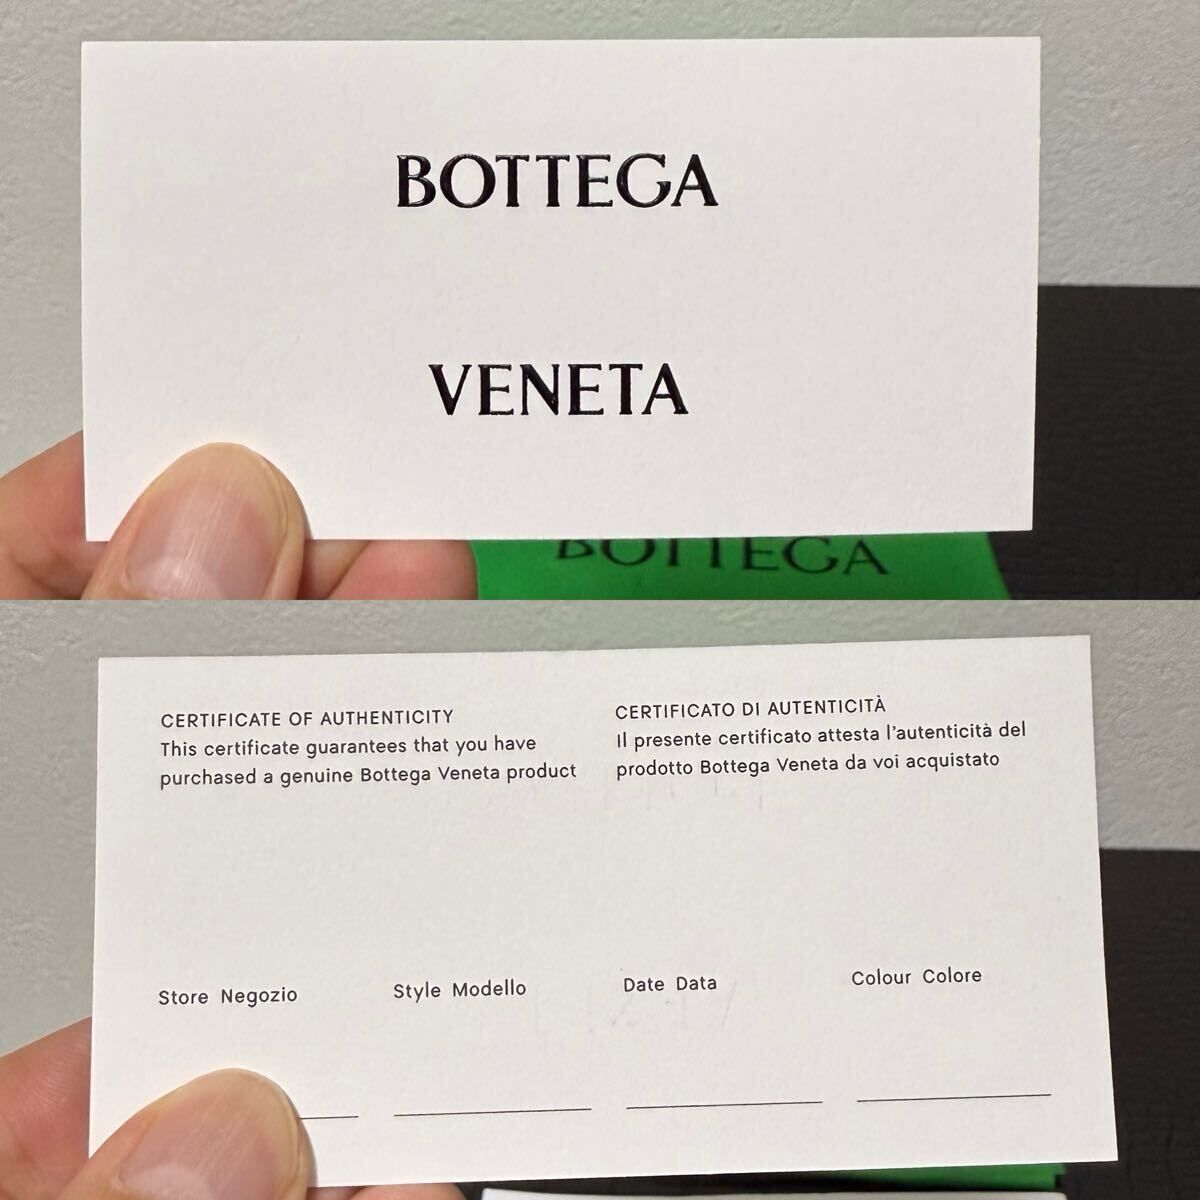 BOTTEGA
VENETA
BOTTEGA
CERTIFICATE OF AUTHENTICITY
This certificate guarantees that you have
purchased a genuine Bottega Veneta product
CERTIFICATO DI AUTENTICITÀ
Il presente certificato attesta l'autenticità del
prodotto Bottega Veneta da voi acquistato
Store Negozio
Style Modello
Date Data
Colour Colore